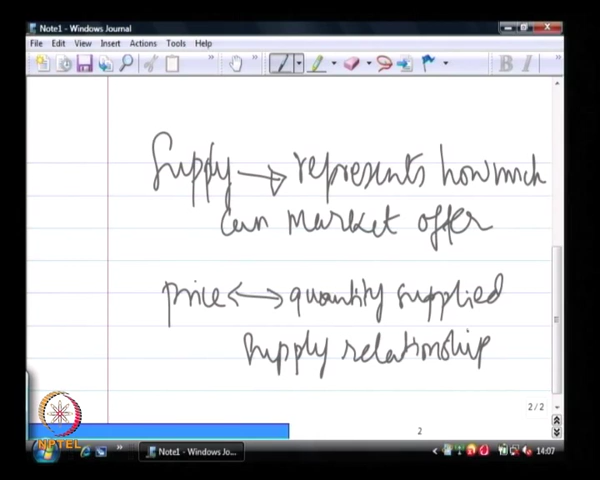 Note1 - Windows Journal
File Edit View Insert Actions Tools Help
B I
Supply → represents how much
can market offer
price ↔ quantity supplied
supply relationship
2/2
2
NPTEL
Note1 - Windows Jo...
14:07